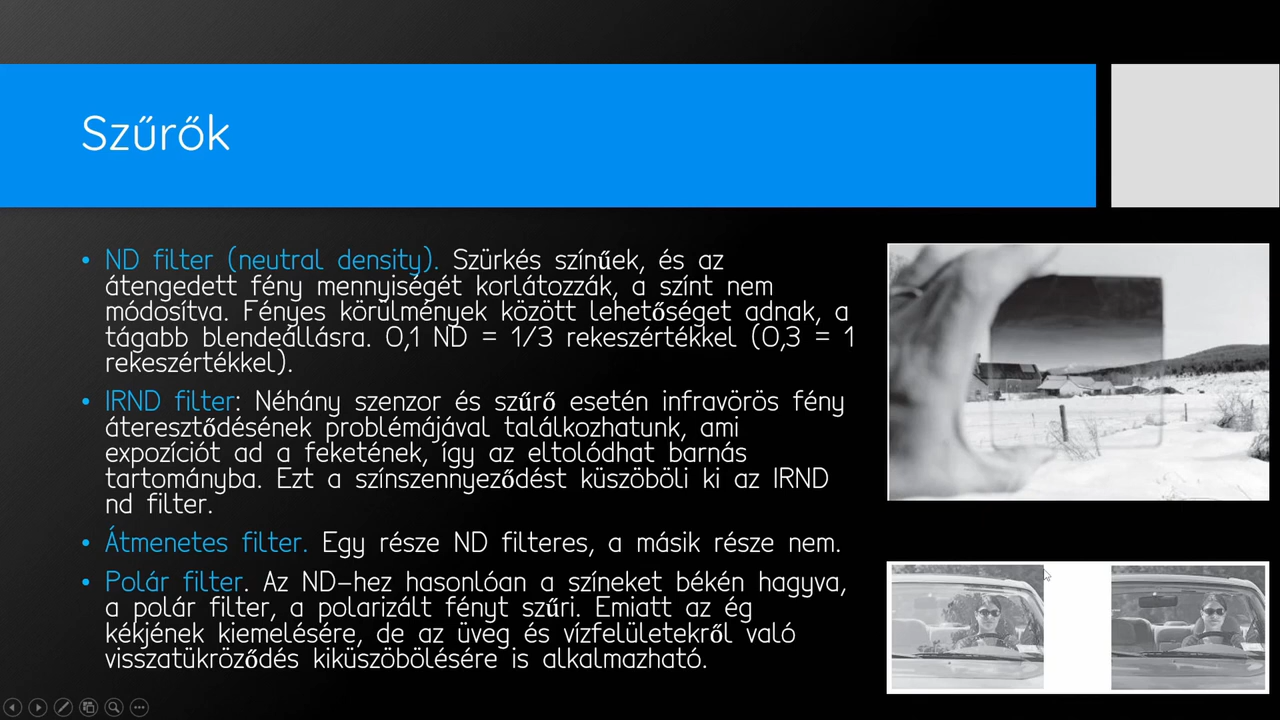 Szűrők
• ND filter (neutral density). Szürkés színűek, és az
átengedett fény mennyiségét korlátozzák, a színt nem
módosítva. Fényes körülmények között lehetőséget adnak, a
tágabb blendeállásra. 0,1 ND = 1/3 rekeszértékkel (0,3 = 1
rekeszértékkel).
• IRND filter: Néhány szenzor és szűrő esetén infravörös fény
áteresztődésének problémájával találkozhatunk, ami
expozíciót ad a feketének, így az eltolódhat barnás
tartományba. Ezt a színszennyeződést küszöböli ki az IRND
nd filter.
• Átmenetes filter. Egy része ND filteres, a másik része nem.
• Polár filter. Az ND-hez hasonlóan a színeket békén hagyva,
a polár filter, a polarizált fényt szűri. Emiatt az ég
kékjének kiemelésére, de az üveg és vízfelületekről való
visszatükröződés kiküszöbölésére is alkalmazható.